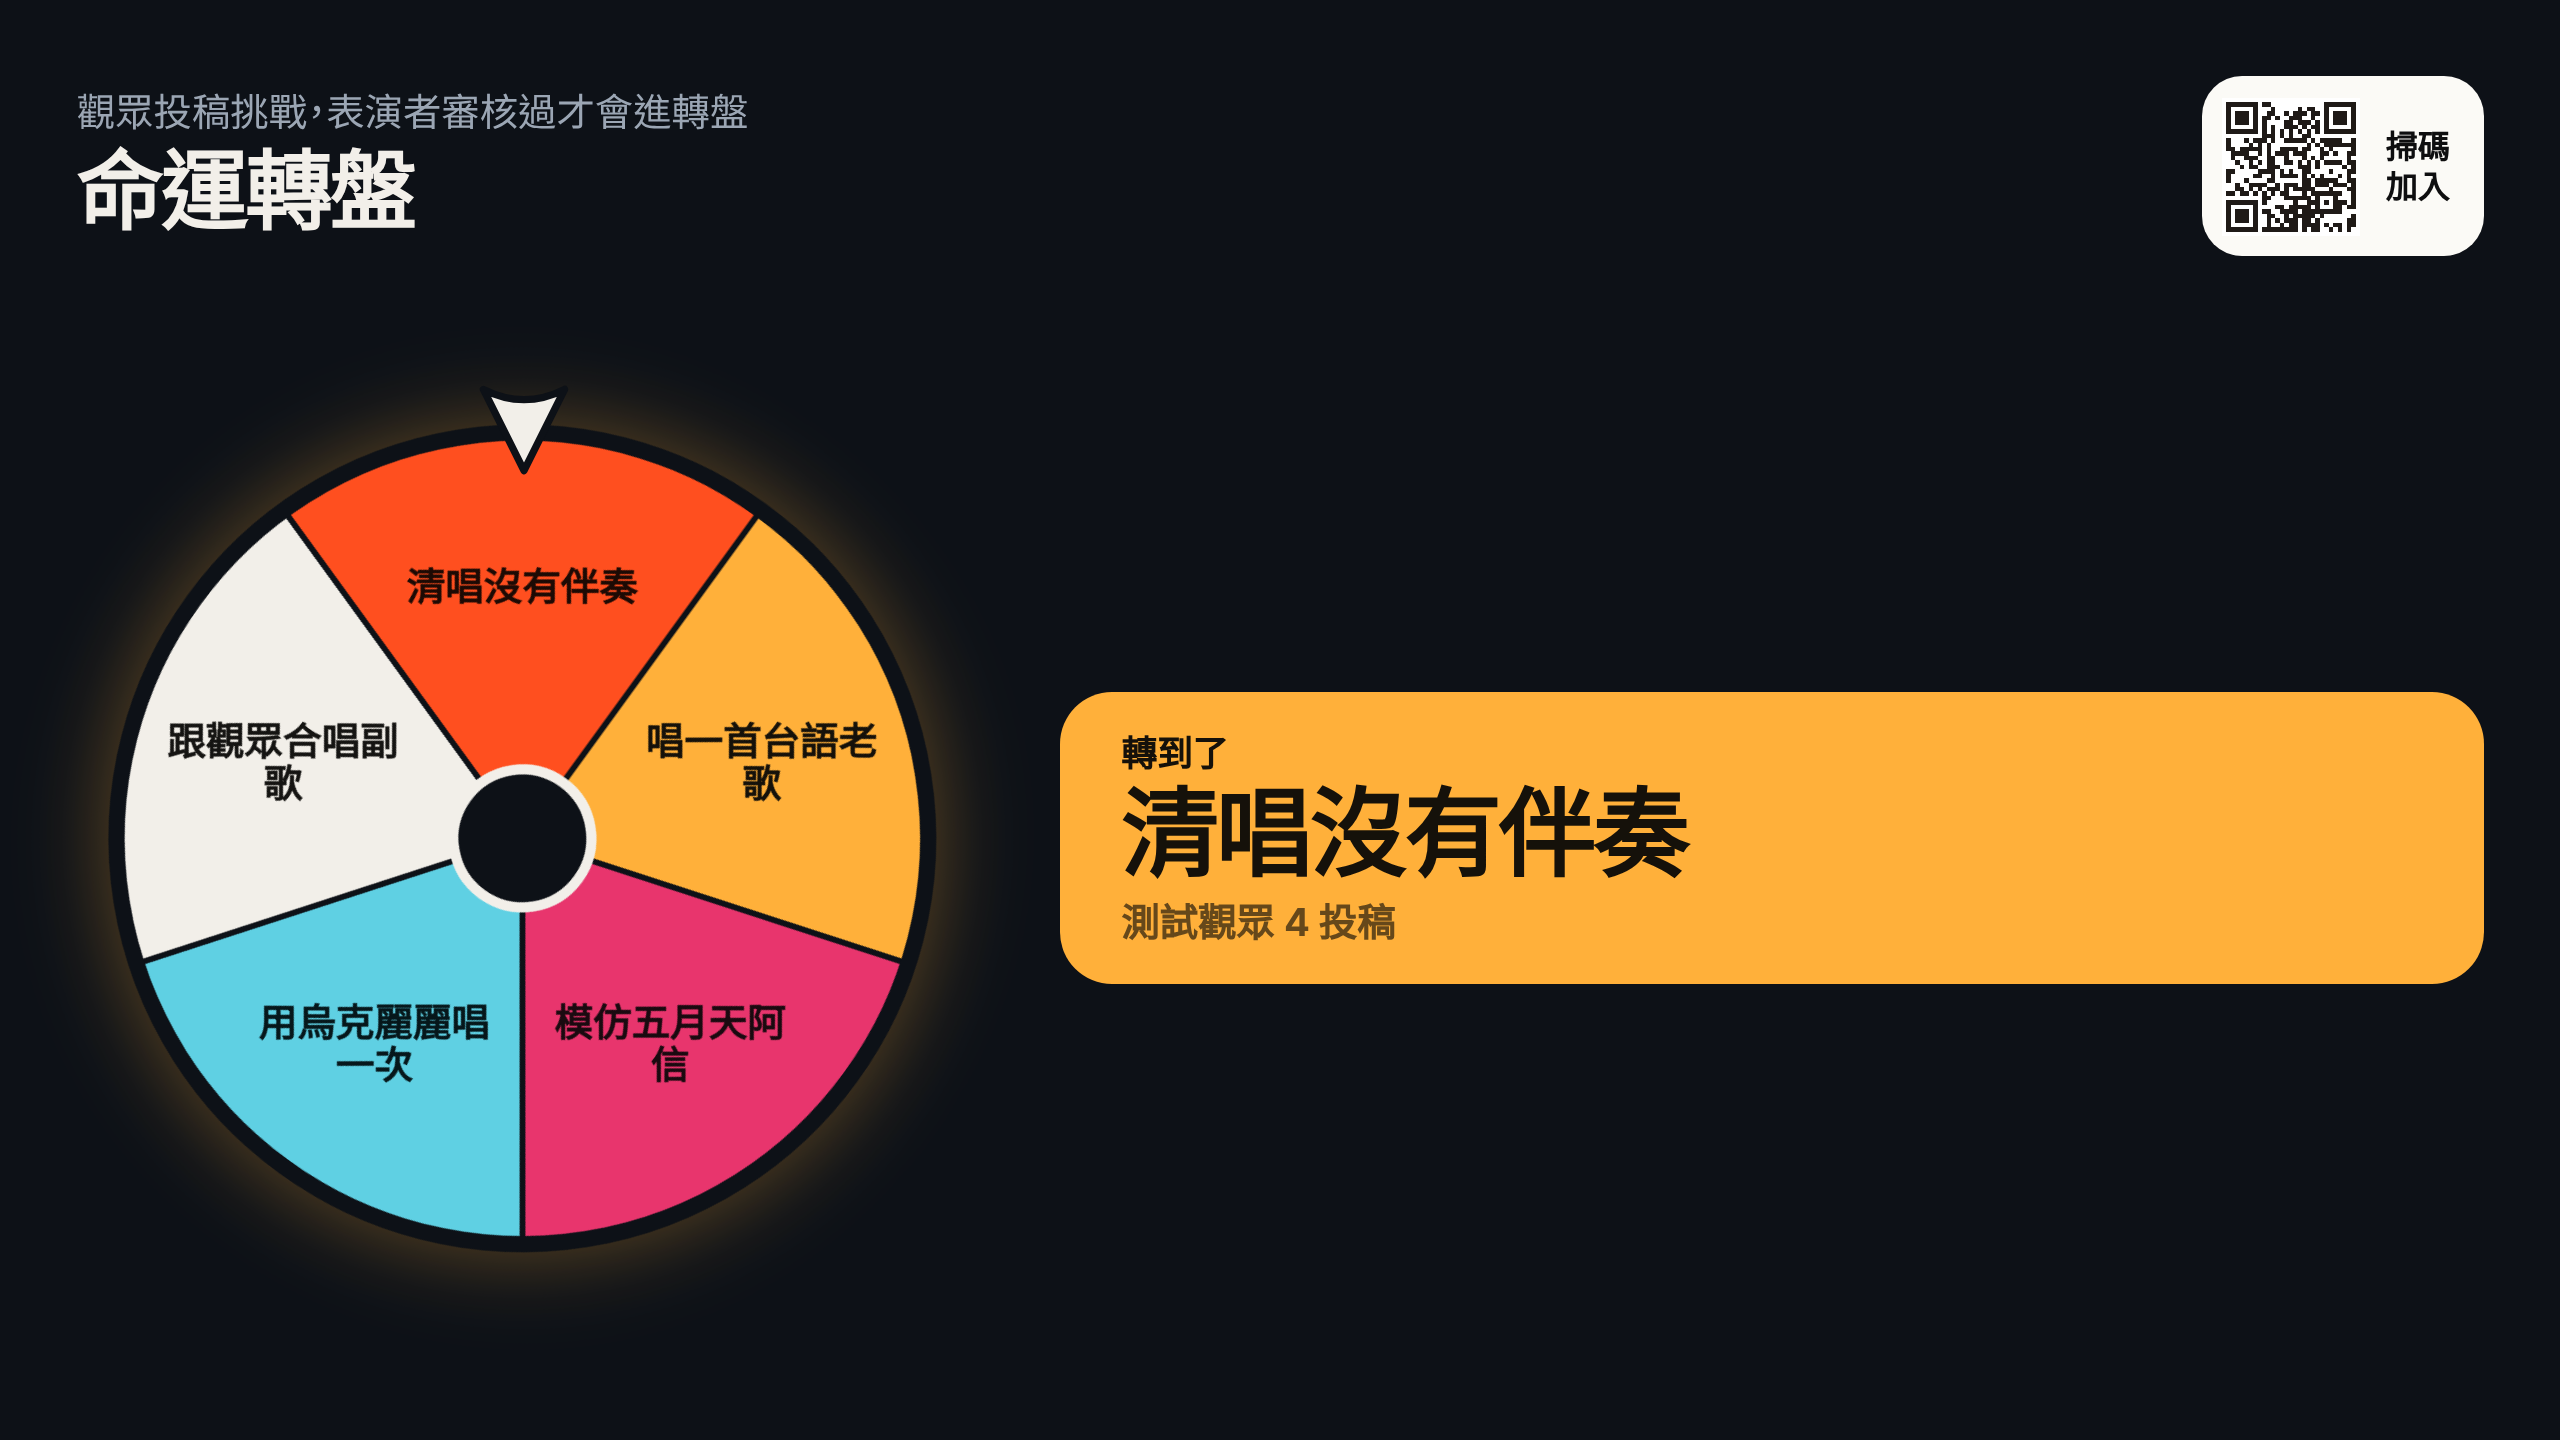 觀眾投稿挑戰，表演者審核過才會進轉盤
命運轉盤
掃碼
加入
清唱沒有伴奏
跟觀眾合唱副
歌
唱一首台語老
歌
用烏克麗麗唱
一次
模仿五月天阿
信
轉到了
清唱沒有伴奏
測試觀眾 4 投稿